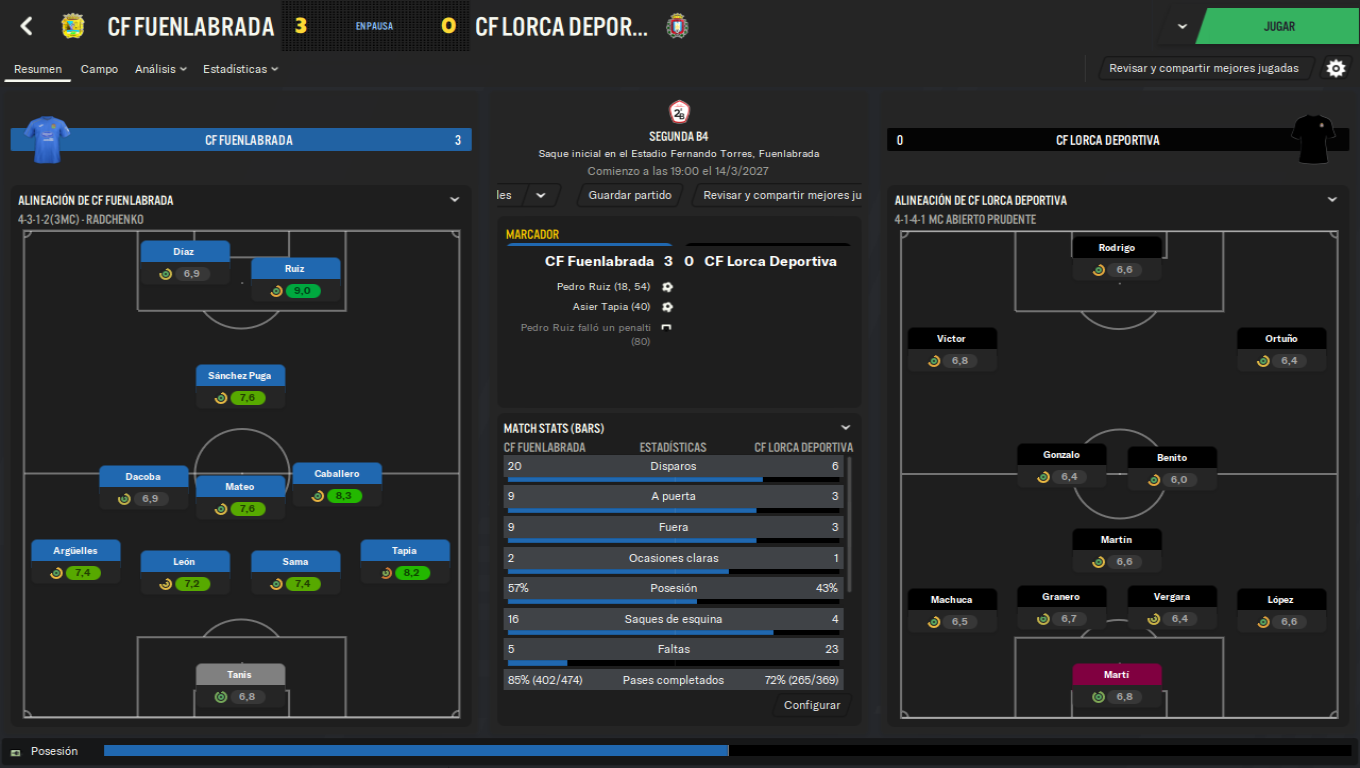 CF FUENLABRADA 3 EN PAUSA 0 CF LORCA DEPOR...
JUGAR
Resumen Campo Análisis Estadísticas
Revisar y compartir mejores jugadas
CF FUENLABRADA 3
2ªB
SEGUNDA B4
Saque inicial en el Estadio Fernando Torres, Fuenlabrada
Comienzo a las 19:00 el 14/3/2027
les Guardar partido Revisar y compartir mejores ju
0 CF LORCA DEPORTIVA
ALINEACIÓN DE CF FUENLABRADA
4-3-1-2(3MC) - RADCHENKO
Díaz
6,9
Ruiz
9,0
Sánchez Puga
7,6
Dacoba
6,9
Mateo
7,6
Caballero
8,3
Argüelles
7,4
León
7,2
Sama
7,4
Tapia
8,2
Tanis
6,8
MARCADOR
CF Fuenlabrada 3 0 CF Lorca Deportiva
Pedro Ruiz (18, 54)
Asier Tapia (40)
Pedro Ruiz falló un penalti
(80)
MATCH STATS (BARS)
CF FUENLABRADA ESTADÍSTICAS CF LORCA DEPORTIVA
20 Disparos 6
9 A puerta 3
9 Fuera 3
2 Ocasiones claras 1
57% Posesión 43%
16 Saques de esquina 4
5 Faltas 23
85% (402/474) Pases completados 72% (265/369)
Configurar
ALINEACIÓN DE CF LORCA DEPORTIVA
4-1-4-1 MC ABIERTO PRUDENTE
Rodrigo
6,6
Víctor
6,8
Ortuño
6,4
Gonzalo
6,4
Benito
6,0
Martín
6,6
Machuca
6,5
Granero
6,7
Vergara
6,4
López
6,6
Martí
6,8
Posesión